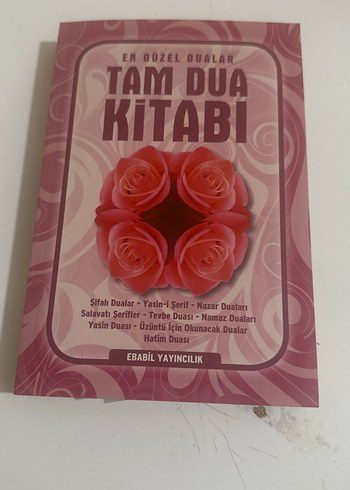 EN GÜZEL DUALAR
TAM DUA
KİTABI
Şifalı Dualar - Yasin-i Şerif - Nazar Duaları
Salavatı Şerifler - Tevbe Duası - Namaz Duaları
Yasin Duası - Üzüntü İçin Okunacak Dualar
Hatim Duası
EBABİL YAYINCILIK